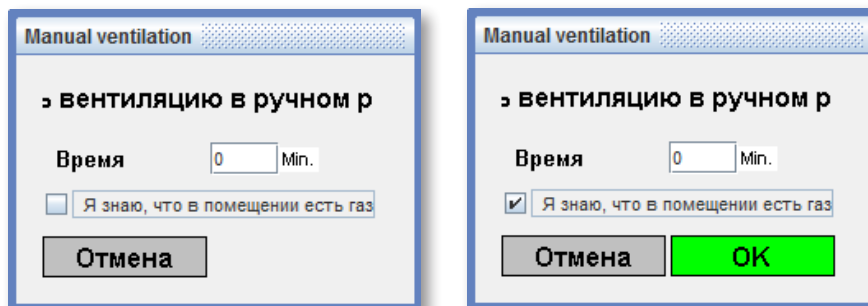 Manual ventilation
вентиляцию в ручном р
Время 0 Min.
Я знаю, что в помещении есть газ
Отмена
Manual ventilation
вентиляцию в ручном р
Время 0 Min.
Я знаю, что в помещении есть газ
Отмена OK